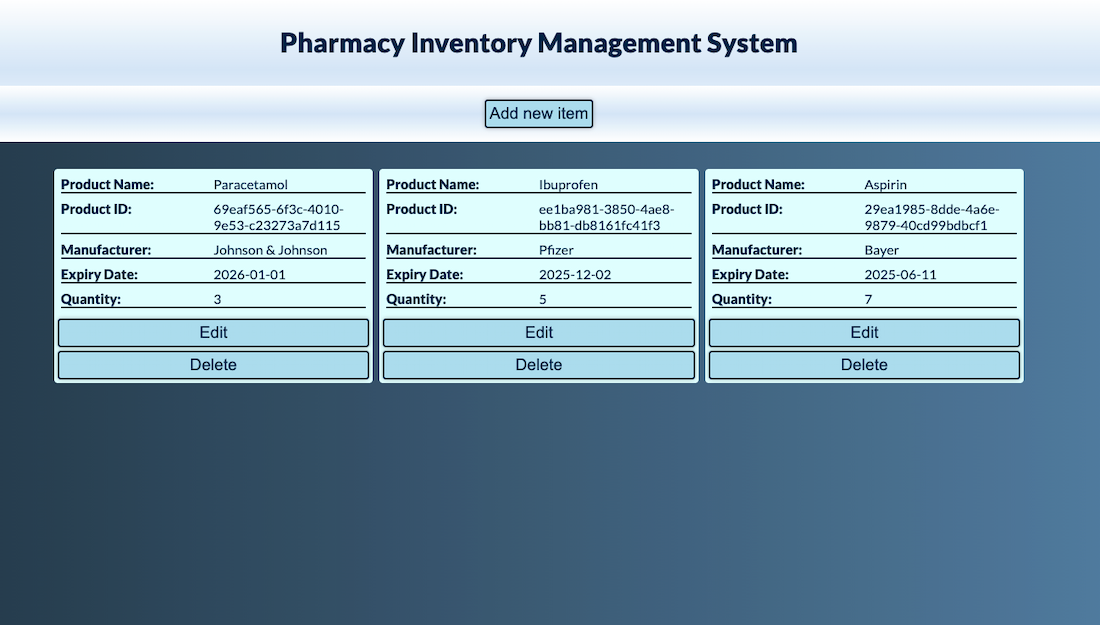 Pharmacy Inventory Management System
Add new item
Product Name: Paracetamol
Product ID: 69eaf565-6f3c-4010-
9e53-c23273a7d115
Manufacturer: Johnson & Johnson
Expiry Date: 2026-01-01
Quantity: 3
Edit
Delete
Product Name: Ibuprofen
Product ID: ee1ba981-3850-4ae8-
bb81-db8161fc41f3
Manufacturer: Pfizer
Expiry Date: 2025-12-02
Quantity: 5
Edit
Delete
Product Name: Aspirin
Product ID: 29ea1985-8dde-4a6e-
9879-40cd99bdbcf1
Manufacturer: Bayer
Expiry Date: 2025-06-11
Quantity: 7
Edit
Delete